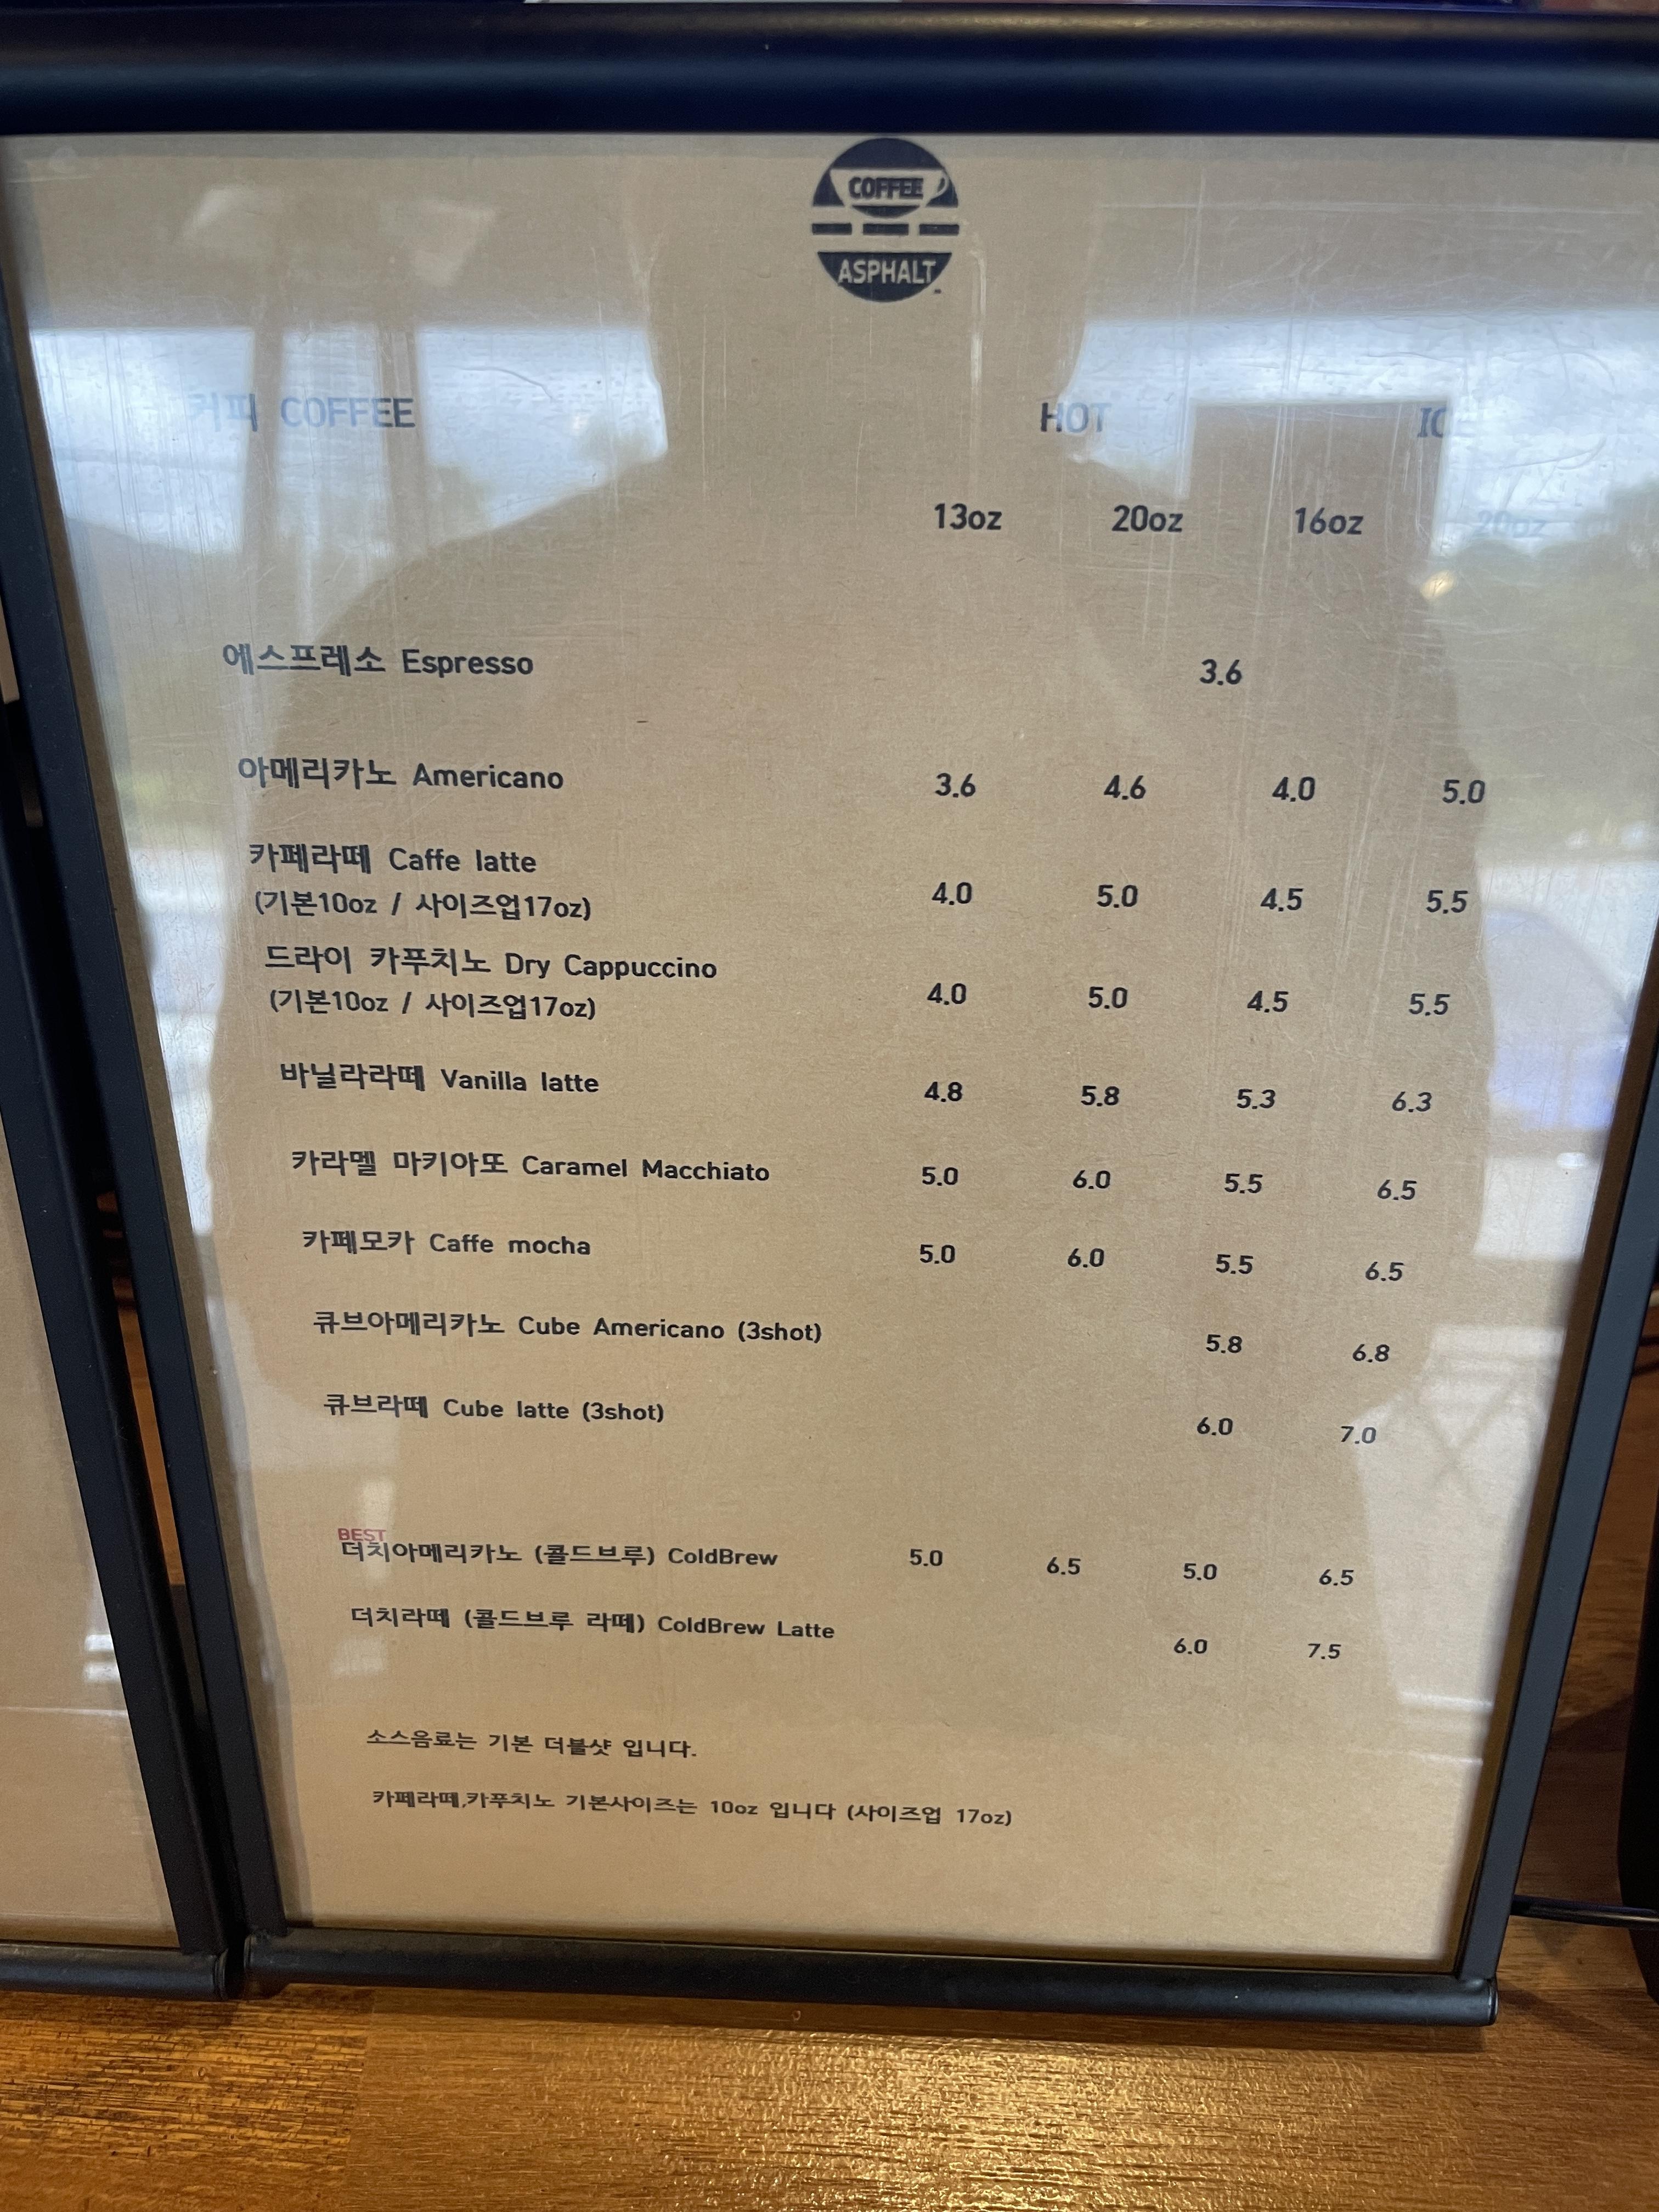 COFFEE
ASPHALT
커피 COFFEE HOT ICE
13oz 20oz 16oz 20oz
에스프레소 Espresso 3.6
아메리카노 Americano 3.6 4.6 4.0 5.0
카페라떼 Caffe latte
(기본10oz / 사이즈업17oz) 4.0 5.0 4.5 5.5
드라이 카푸치노 Dry Cappuccino
(기본10oz / 사이즈업17oz) 4.0 5.0 4.5 5.5
바닐라라떼 Vanilla latte 4.8 5.8 5.3 6.3
카라멜 마키아또 Caramel Macchiato 5.0 6.0 5.5 6.5
카페모카 Caffe mocha 5.0 6.0 5.5 6.5
큐브아메리카노 Cube Americano (3shot) 5.8 6.8
큐브라떼 Cube latte (3shot) 6.0 7.0
BEST
더치아메리카노 (콜드브루) ColdBrew 5.0 6.5 5.0 6.5
더치라떼 (콜드브루 라떼) ColdBrew Latte 6.0 7.5
소스음료는 기본 더블샷 입니다.
카페라떼,카푸치노 기본사이즈는 10oz 입니다 (사이즈업 17oz)